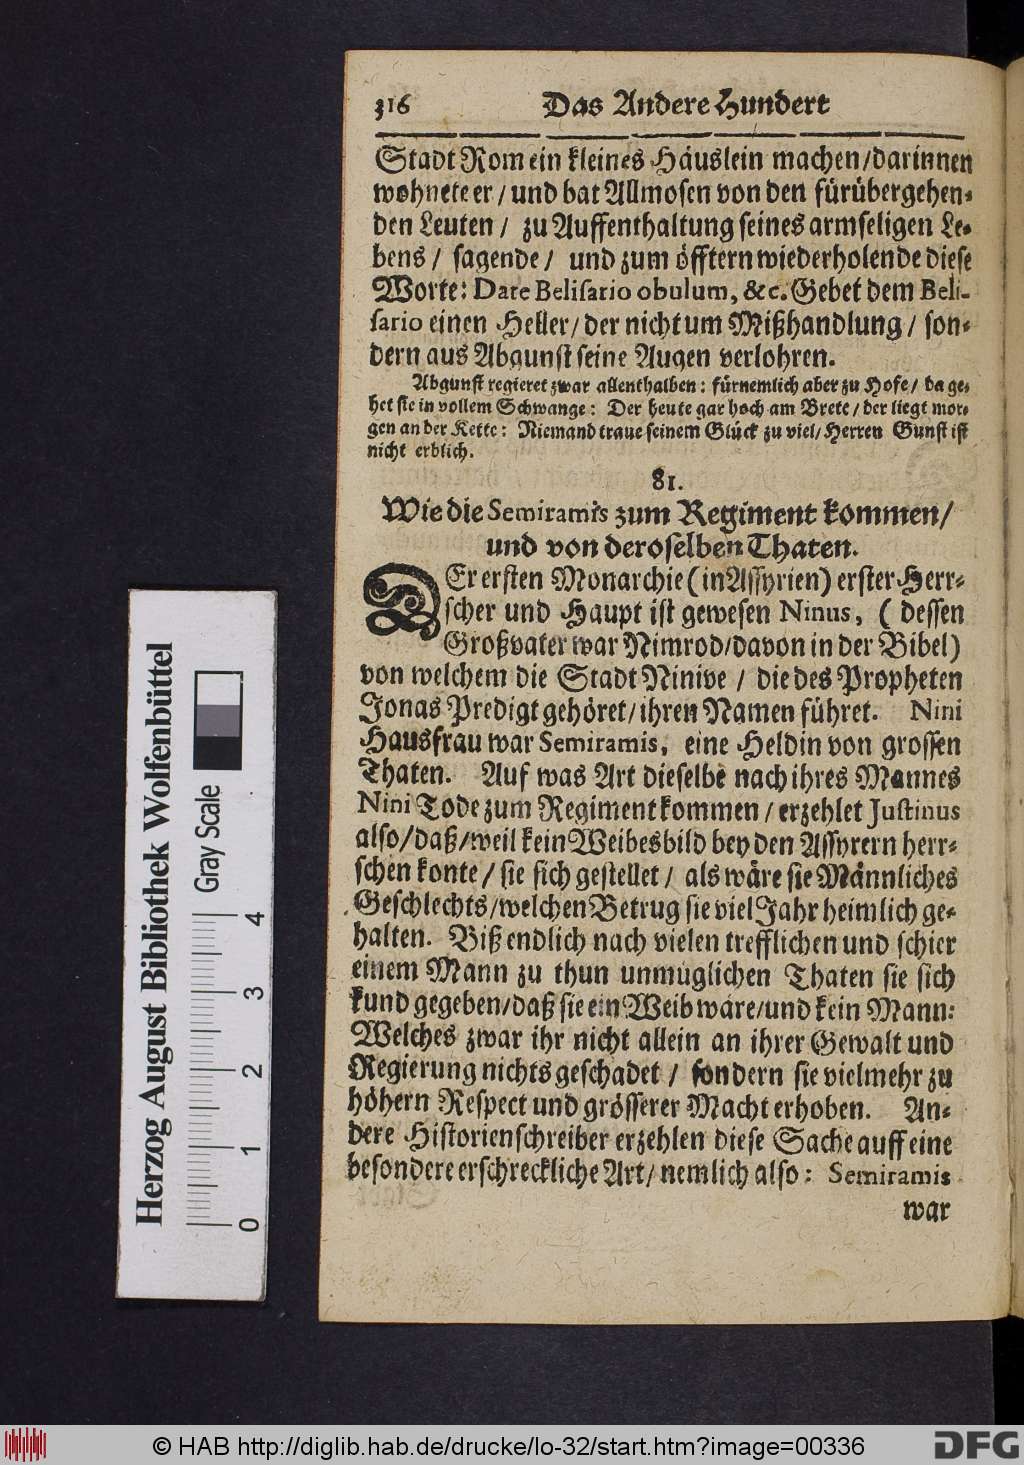 316 Das Andere Hundert
Stadt Rom ein kleines Häuslein machen/darinnen
wohnete er / und bat Allmosen von den fürübergehen-
den Leuten / zu Auffenthaltung seines armseligen Le-
bens / sagende / und zum öfftern wiederholende diese
Worte: Date Belisario obulum, &c. Gebet dem Beli-
sario einen Heller/ der nicht um Mißhandlung / son-
dern aus Abgunst seine Augen verlohren.
Abgunst regieret zwar allenthalben: fürnemlich aber zu Hofe/ da ge-
het sie in vollem Schwange: Der heute gar hoch am Brete/ der liegt mor-
gen an der Kette: Niemand traue seinem Glück zu viel/ Herren Gunst ist
nicht erblich.
81.
Wie die Semiramis zum Regiment kommen/
und von deroselben Thaten.
DEr ersten Monarchie (in Assyrien) erster Herr-
scher und Haupt ist gewesen Ninus, ( dessen
Großvater war Nimrod/davon in der Bibel)
von welchem die Stadt Ninive / die des Propheten
Jonas Predigt gehöret/ ihren Namen führet. Nini
Hausfrau war Semiramis, eine Heldin von grossen
Thaten. Auf was Art dieselbe nach ihres Mannes
Nini Tode zum Regiment kommen / erzehlet Justinus
also/daß/weil kein Weibesbild bey den Assyrern herr-
schen konte/ sie sich gestellet/ als wäre sie Männliches
Geschlechts/welchen Betrug sie viel Jahr heimlich ge-
halten. Biß endlich nach vielen trefflichen und schier
einem Mann zu thun unmüglichen Thaten sie sich
kund gegeben/daß sie ein Weib wäre/und kein Mann:
Welches zwar ihr nicht allein an ihrer Gewalt und
Regierung nichts geschadet / sondern sie vielmehr zu
höhern Respect und grösserer Macht erhoben. An-
dere Historienschreiber erzehlen diese Sache auff eine
besondere erschreckliche Art/ nemlich also: Semiramis
war
Herzog August Bibliothek Wolfenbüttel
Gray Scale
0 1 2 3 4
© HAB http://diglib.hab.de/drucke/lo-32/start.htm?image=00336
DFG